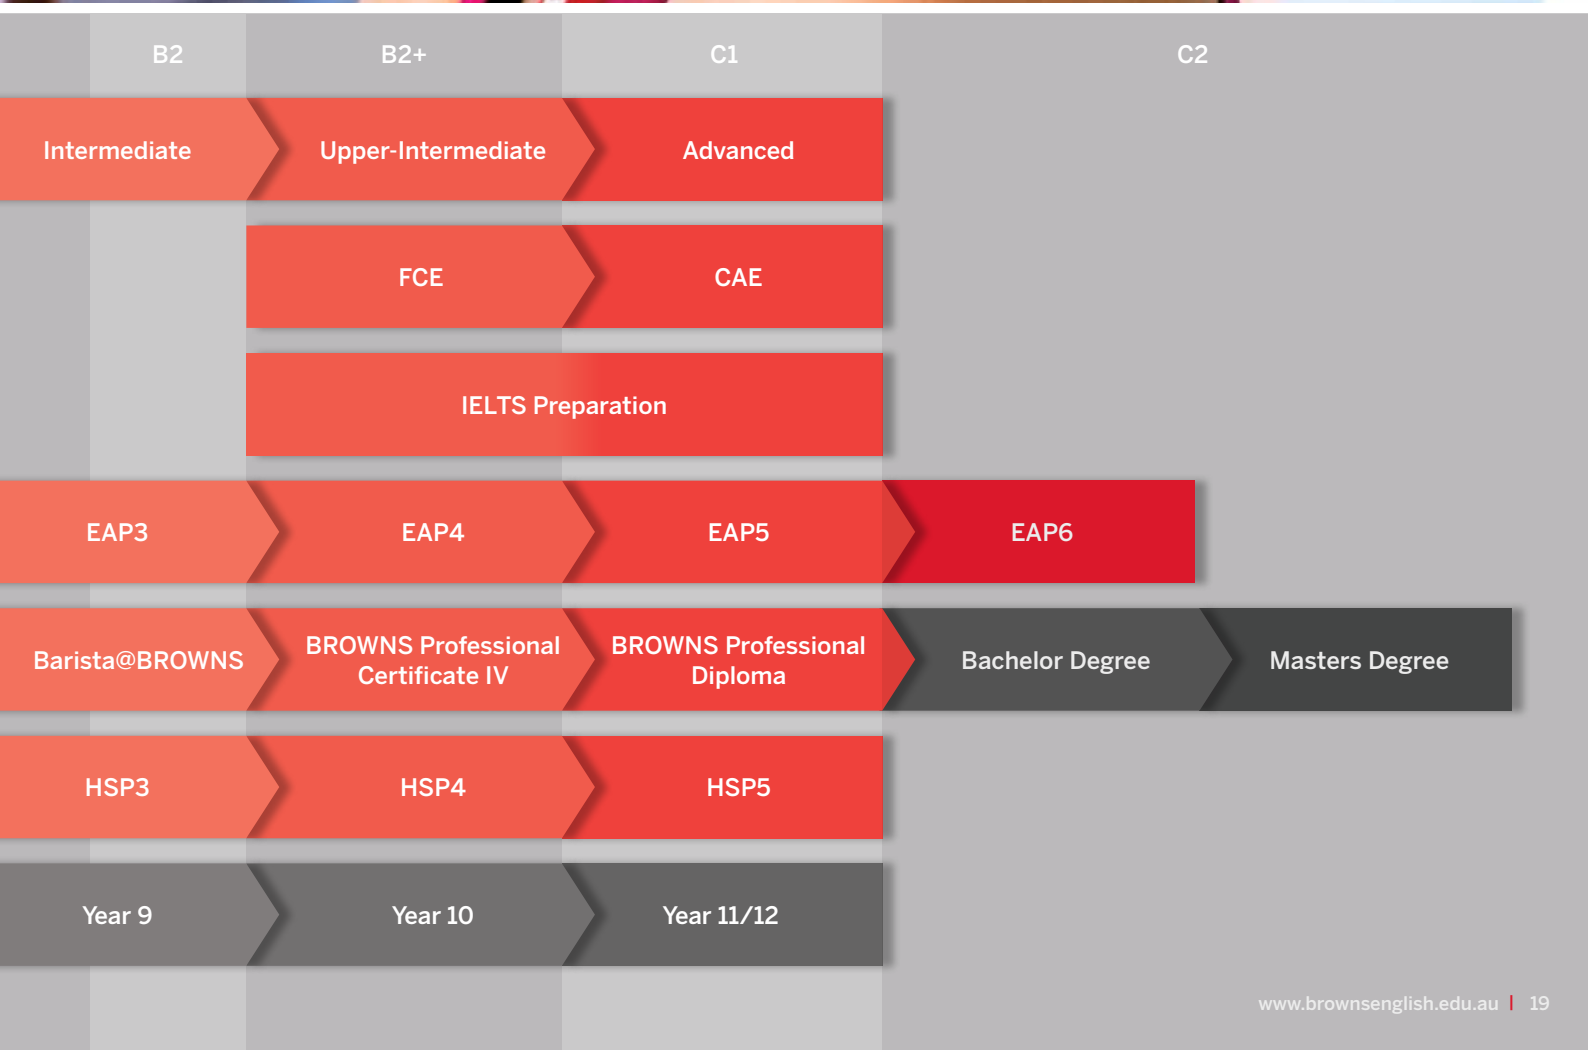 B2 B2+ C1 C2
Intermediate Upper-Intermediate Advanced
FCE CAE
IELTS Preparation
EAP3 EAP4 EAP5 EAP6
Barista@BROWNS
BROWNS Professional
Certificate IV
BROWNS Professional
Diploma
Bachelor Degree
Masters Degree
HSP3 HSP4 HSP5
Year 9 Year 10 Year 11/12
www.brownsenglish.edu.au | 19